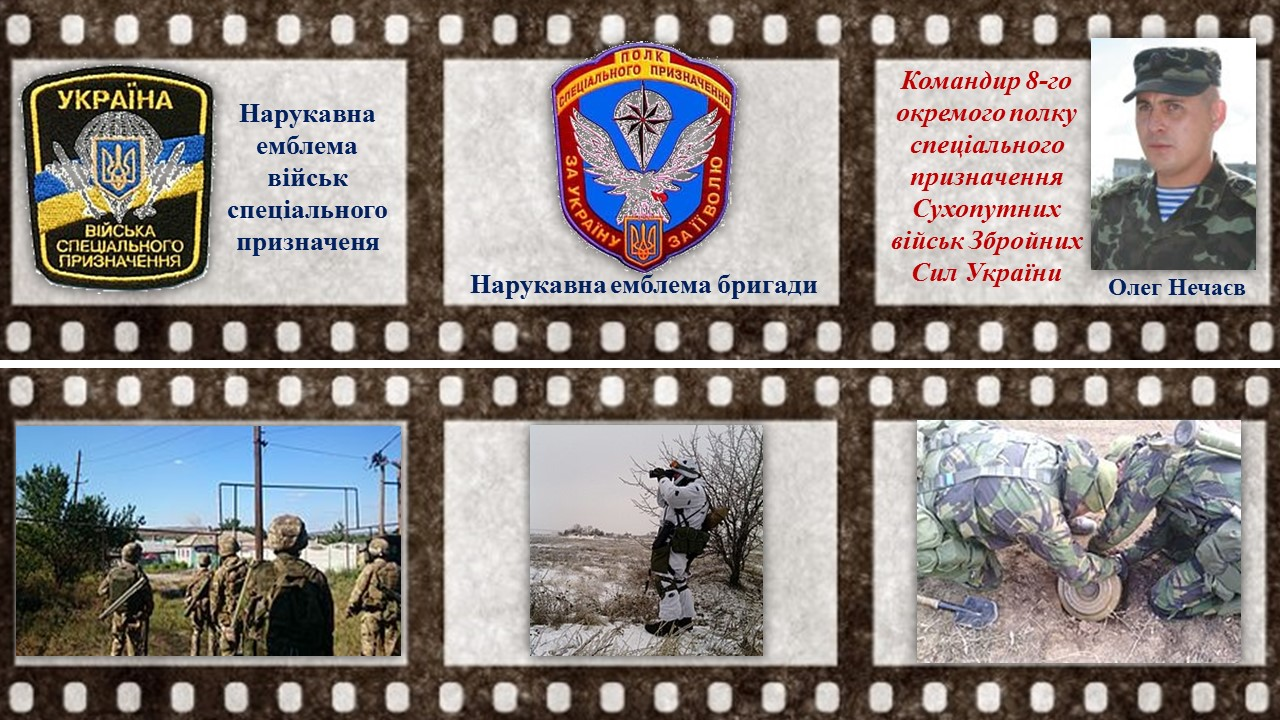 УКРАЇНА
ВІЙСЬКА
СПЕЦІАЛЬНОГО
ПРИЗНАЧЕННЯ
Нарукавна
емблема
військ
спеціального
призначеня
ПОЛК
СПЕЦІАЛЬНОГО ПРИЗНАЧЕННЯ
ЗА УКРАЇНУ
ЗА ЇЇ ВОЛЮ
Нарукавна емблема бригади
Командир 8-го
окремого полку
спеціального
призначення
Сухопутних
військ Збройних
Сил України
Олег Нечаєв